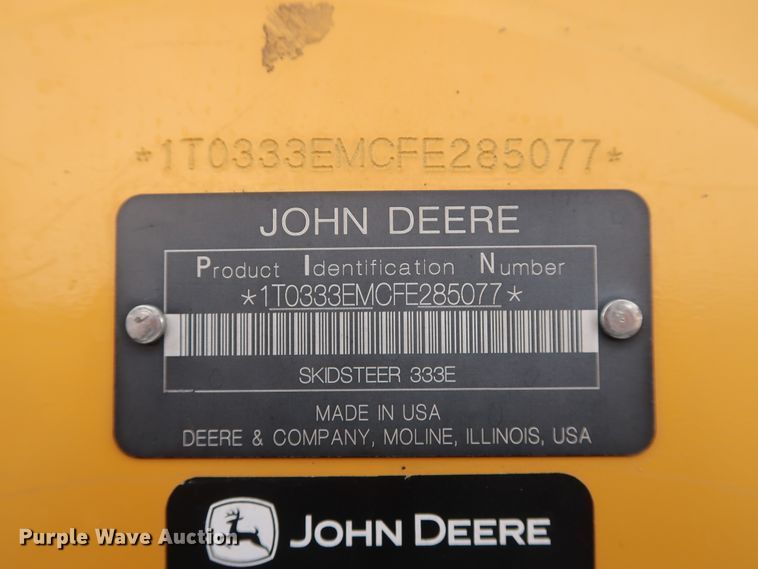 *1T0333EMCFE285077*
JOHN DEERE
Product Identification Number
*1T0333EMCFE285077*
SKIDSTEER 333E
MADE IN USA
DEERE & COMPANY, MOLINE, ILLINOIS, USA
JOHN DEERE
Purple Wave Auction